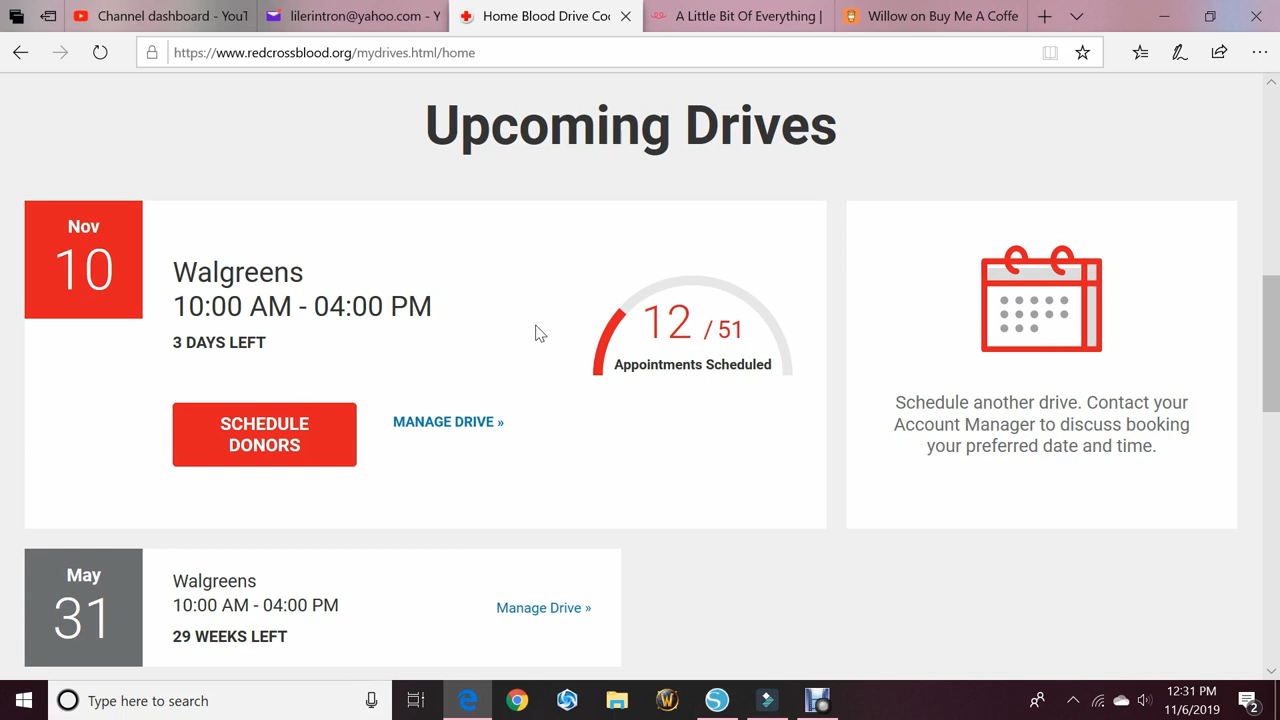 Channel dashboard - YouT
lilerintron@yahoo.com - Y
Home Blood Drive Coo
A Little Bit Of Everything |
Willow on Buy Me A Coffe
https://www.redcrossblood.org/mydrives.html/home
Upcoming Drives
Nov
10
Walgreens
10:00 AM - 04:00 PM
3 DAYS LEFT
12 / 51
Appointments Scheduled
SCHEDULE
DONORS
MANAGE DRIVE »
Schedule another drive. Contact your
Account Manager to discuss booking
your preferred date and time.
May
31
Walgreens
10:00 AM - 04:00 PM
29 WEEKS LEFT
Manage Drive »
Type here to search
12:31 PM
11/6/2019
2